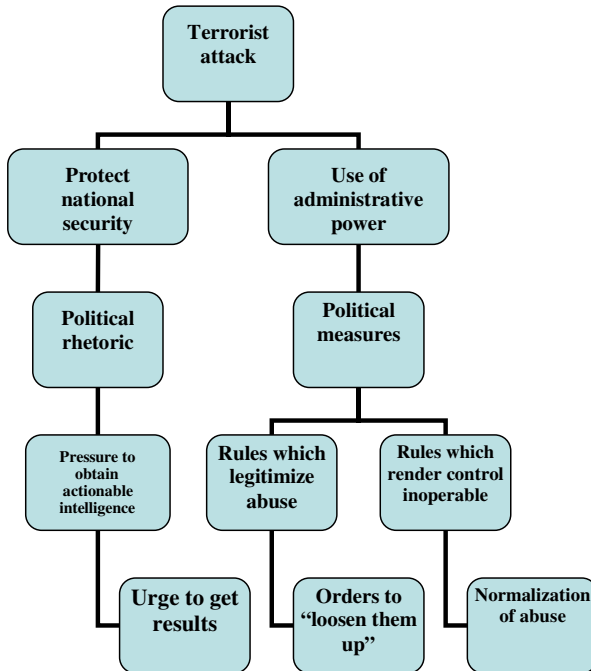 Terrorist
attack
Protect
national
security
Use of
administrative
power
Political
rhetoric
Political
measures
Pressure to
obtain
actionable
intelligence
Rules which
legitimize
abuse
Rules which
render control
inoperable
Urge to get
results
Orders to
“loosen them
up”
Normalization
of abuse